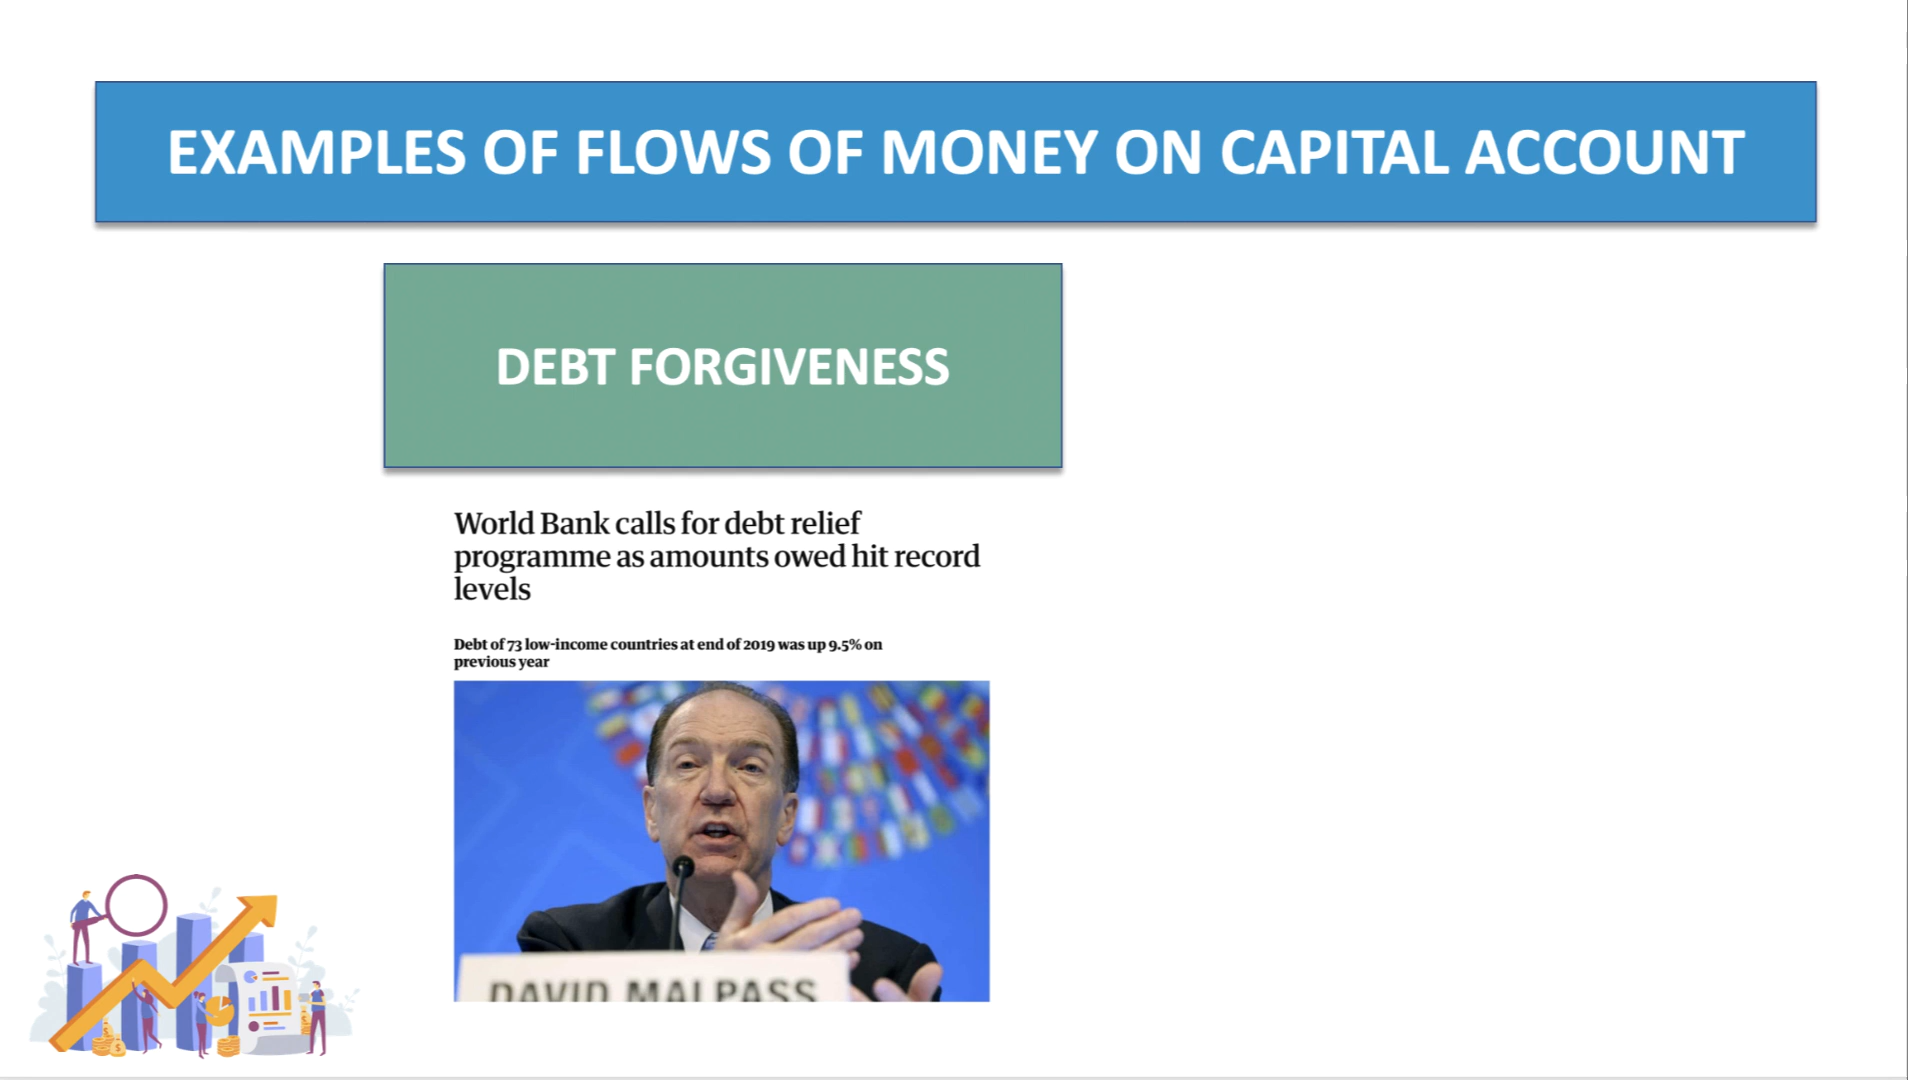 EXAMPLES OF FLOWS OF MONEY ON CAPITAL ACCOUNT
DEBT FORGIVENESS
World Bank calls for debt relief
programme as amounts owed hit record
levels
Debt of 73 low-income countries at end of 2019 was up 9.5% on
previous year
DAVID MALPASS